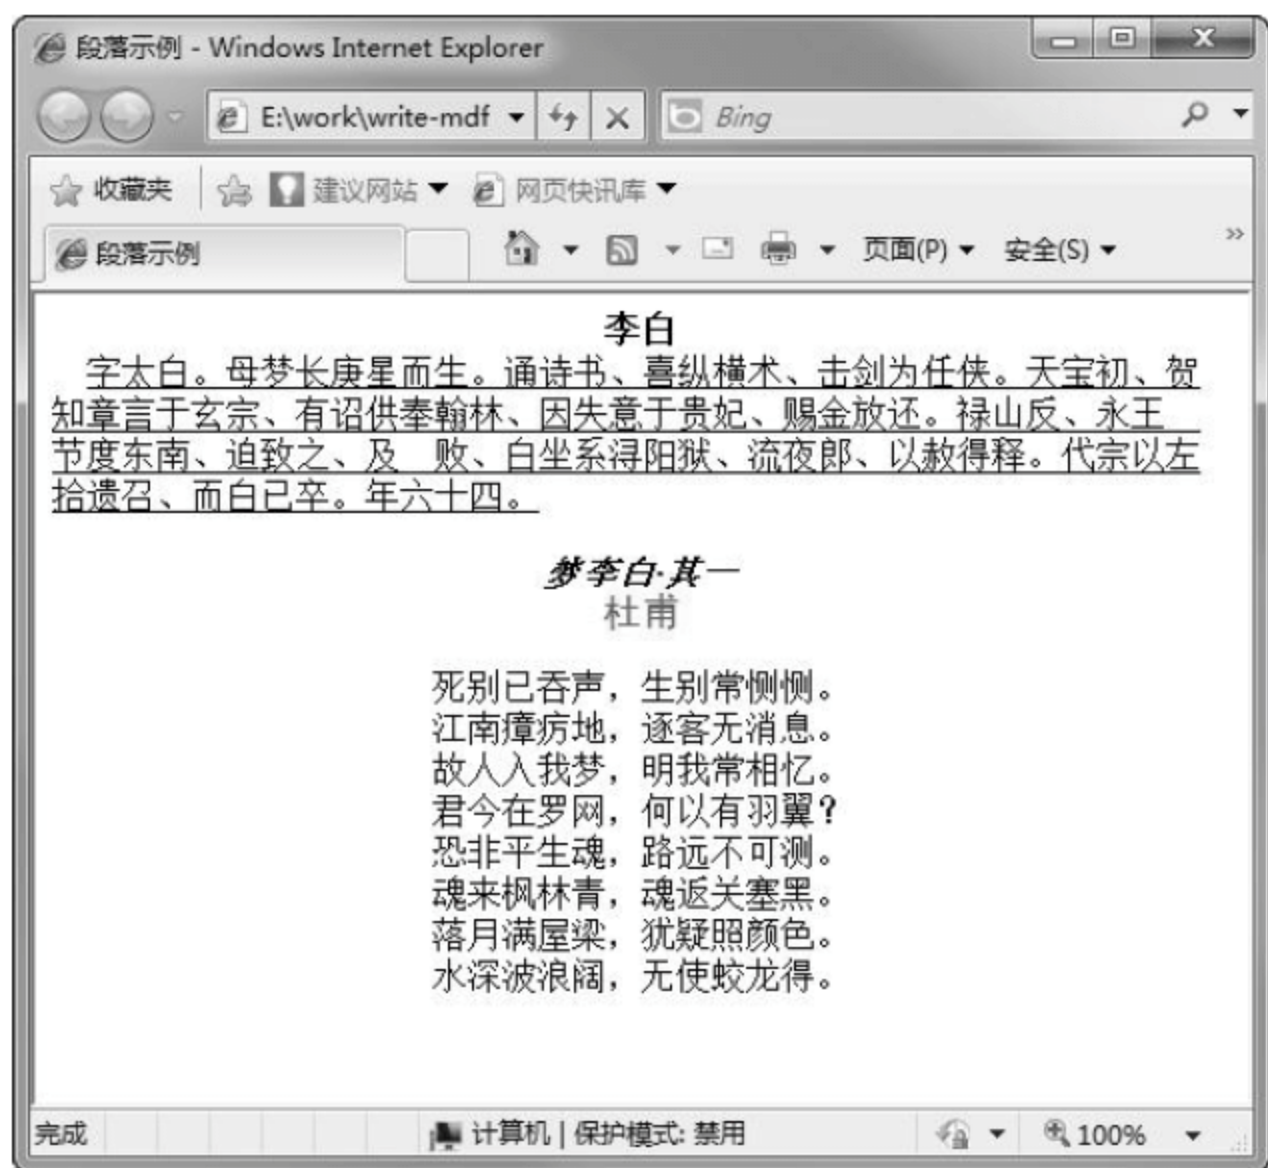 段落示例 - Windows Internet Explorer
E:\work\write-mdf
Bing
收藏夹
建议网站
网页快讯库
段落示例
页面(P)
安全(S)
李白
字太白。母梦长庚星而生。诵诗书、喜纵横术、击剑为任侠。天宝初、贺
知章言于玄宗、有诏供奉翰林、因失意于贵妃、赐金放还。禄山反、永王
节度东南、迫致之、及 败、白坐系浔阳狱、流夜郎、以赦得释。代宗以左
拾遗召、而白已卒。年六十四。
梦李白·其一
杜甫
死别已吞声，生别常恻恻。
江南瘴疠地，逐客无消息。
故人入我梦，明我常相忆。
君今在罗网，何以有羽翼？
恐非平生魂，路远不可测。
魂来枫林青，魂返关塞黑。
落月满屋梁，犹疑照颜色。
水深波浪阔，无使蛟龙得。
完成
计算机 | 保护模式: 禁用
100%